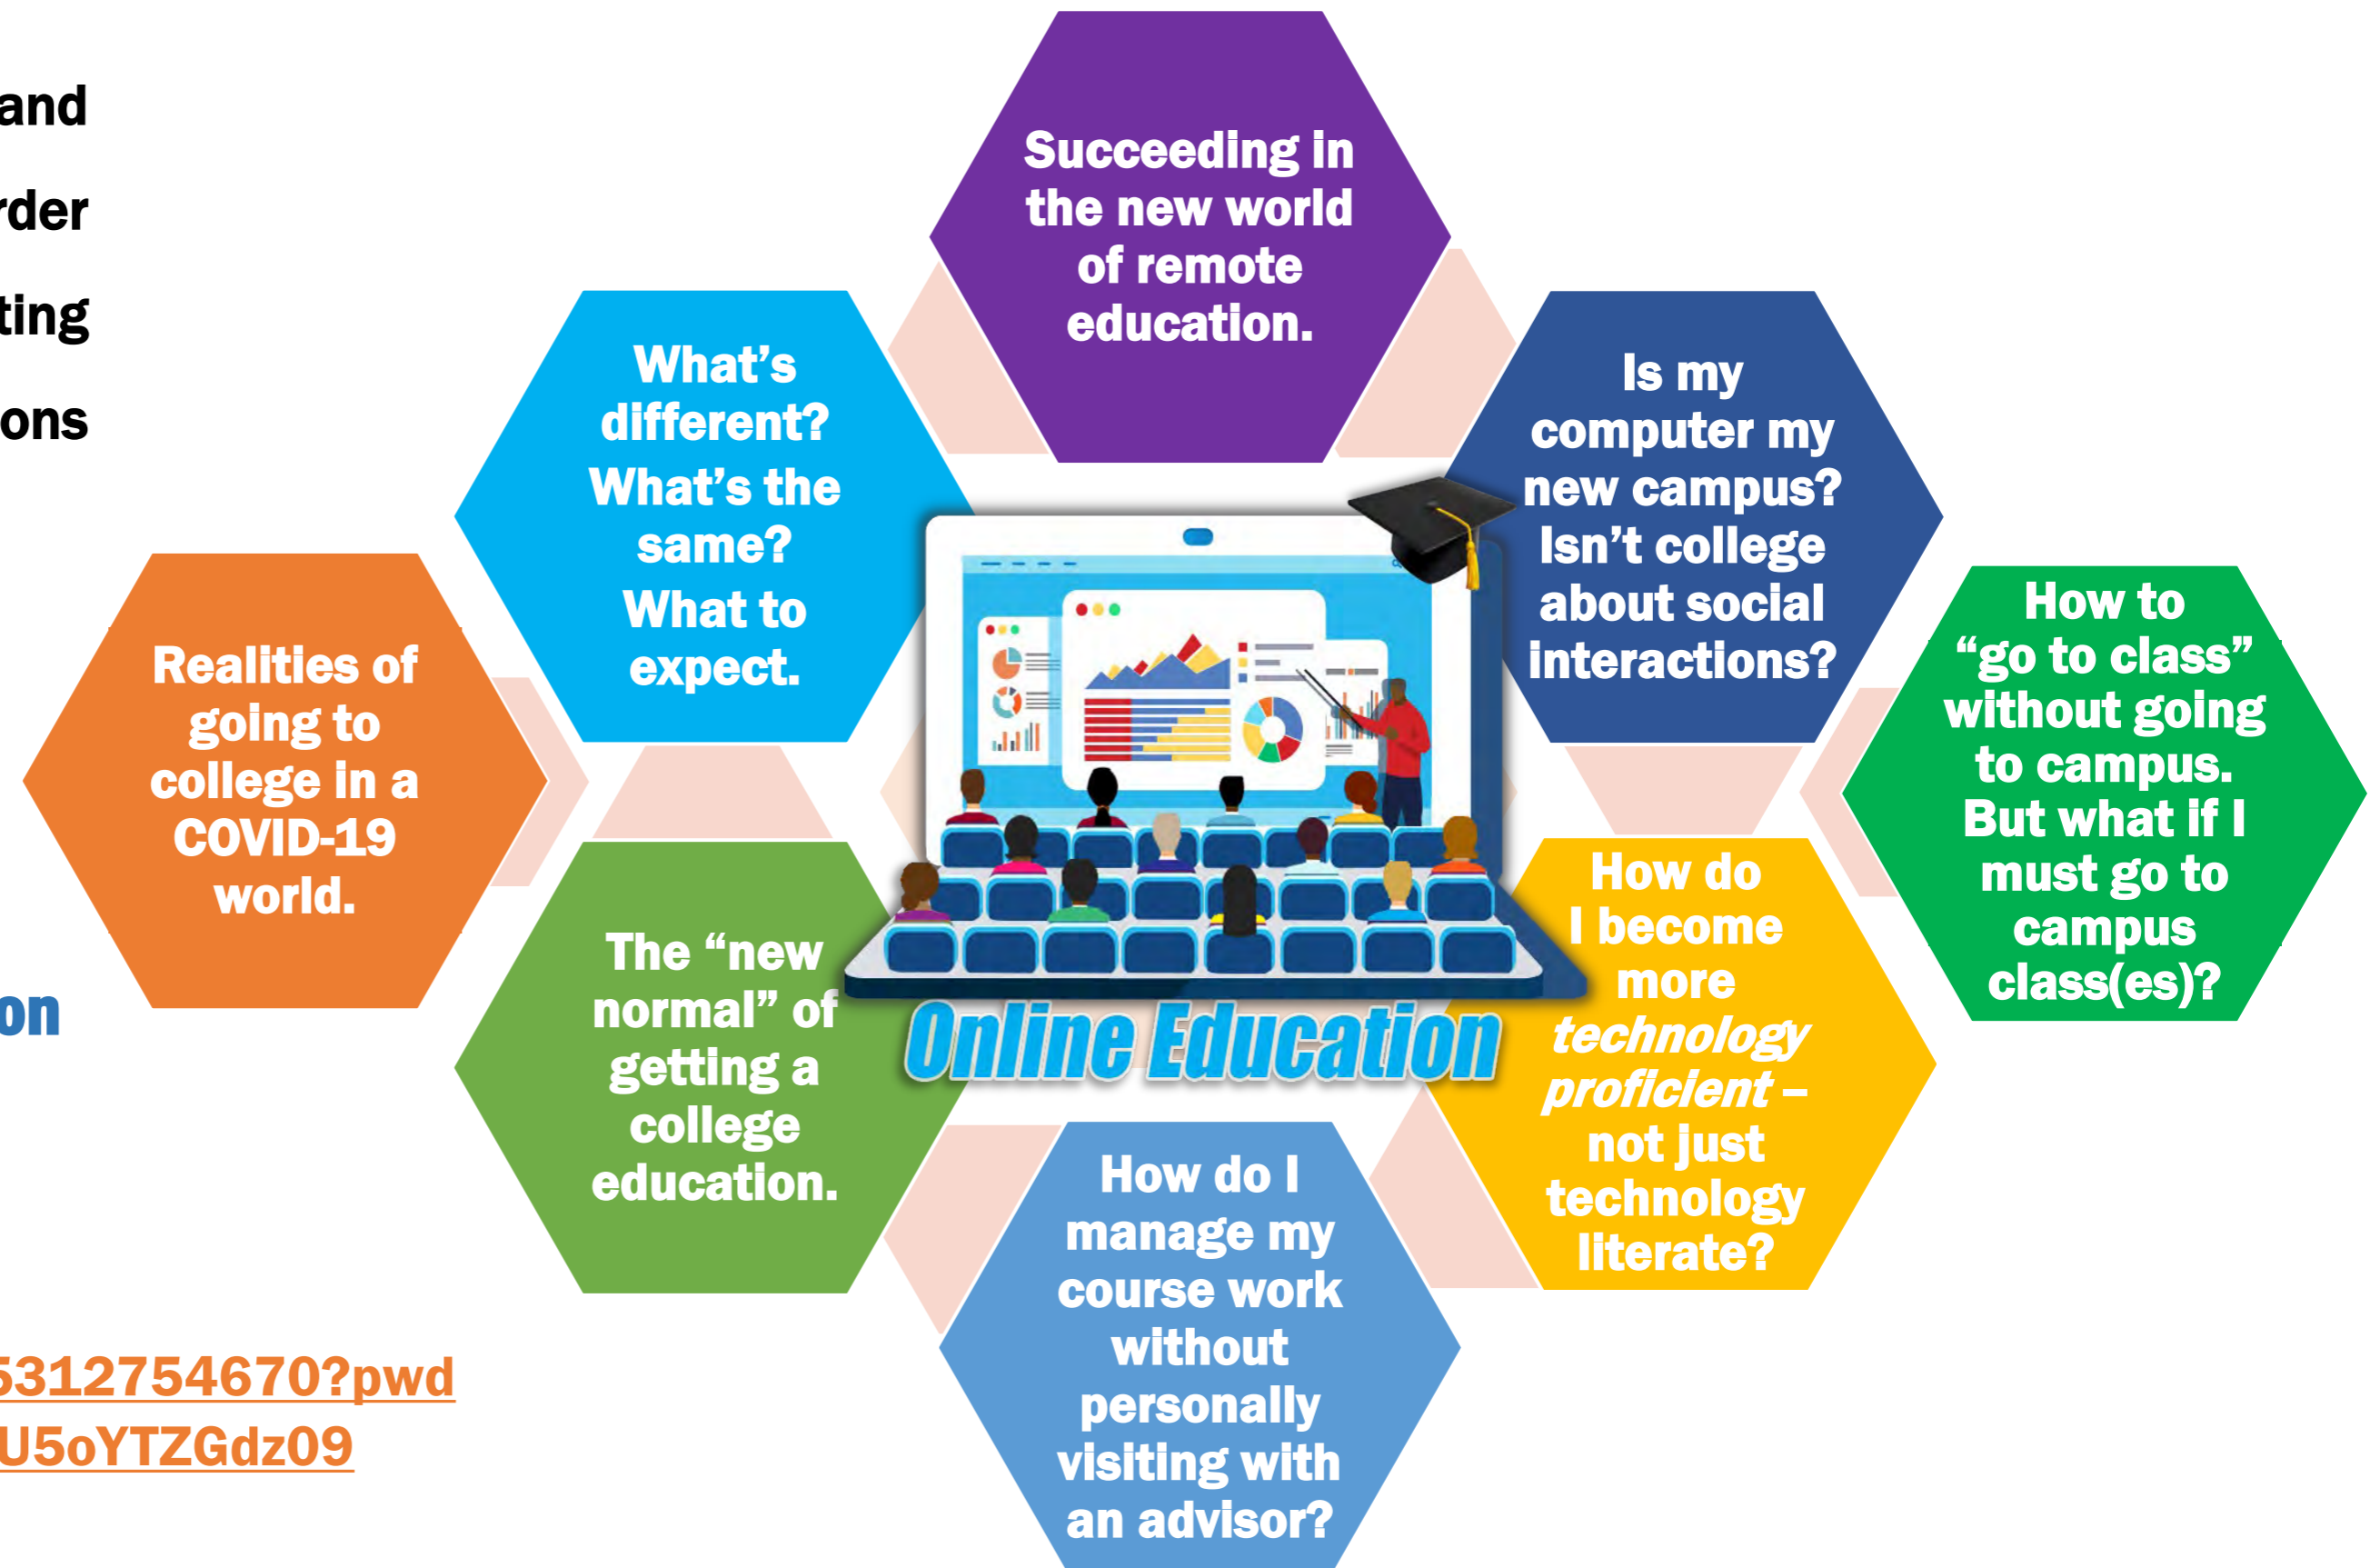 and
rder
ting
ons
on
5312754670?pwd
U5oYTZGdz09
Realities of
going to
college in a
COVID-19
world.
What’s
different?
What’s the
same?
What to
expect.
The “new
normal” of
getting a
college
education.
Succeeding in
the new world
of remote
education.
Online Education
How do I
manage my
course work
without
personally
visiting with
an advisor?
Is my
computer my
new campus?
Isn’t college
about social
interactions?
How do
I become
more
technology
proficient –
not just
technology
literate?
How to
“go to class”
without going
to campus.
But what if I
must go to
campus
class(es)?